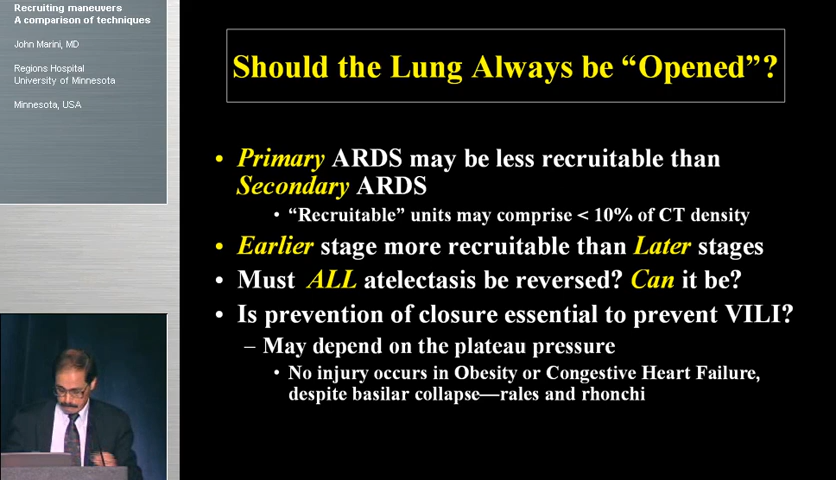 Recruiting maneuvers
A comparison of techniques
John Marini, MD
Regions Hospital
University of Minnesota
Minnesota, USA
Should the Lung Always be “Opened”?
• Primary ARDS may be less recruitable than
Secondary ARDS
• “Recruitable” units may comprise < 10% of CT density
• Earlier stage more recruitable than Later stages
• Must ALL atelectasis be reversed? Can it be?
• Is prevention of closure essential to prevent VILI?
– May depend on the plateau pressure
• No injury occurs in Obesity or Congestive Heart Failure,
despite basilar collapse—rales and rhonchi